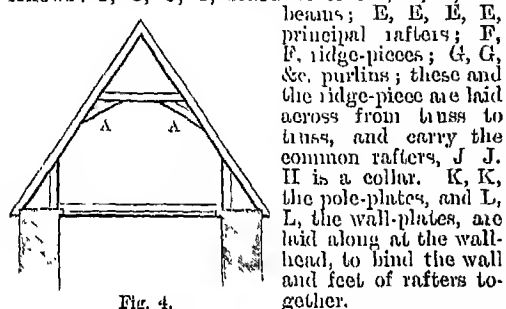 beams; E, E, E, E,
principal rafters; F,
F, ridge-pieces; G, G,
&c. purlins; these and
the ridge-piece are laid
across from truss to
truss, and carry the
common rafters, J J.
H is a collar. K, K,
the pole-plates, and L,
L, the wall-plates, are
laid along at the wall-
head, to bind the wall
and feet of rafters to-
gether.
A A
Fig. 4.